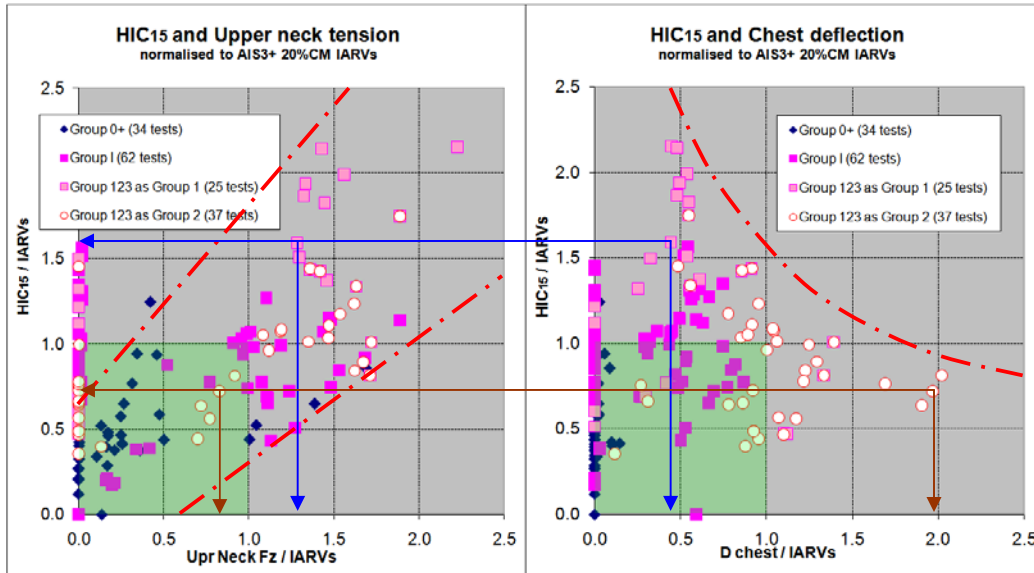 HIC15 and Upper neck tension
normalised to AIS3+ 20%CM IARVs
2.5
2.0
1.5
1.0
0.5
0.0
HIC15 / IARVs
Group 0+ (34 tests)
Group I (62 tests)
Group 123 as Group 1 (25 tests)
Group 123 as Group 2 (37 tests)
0.0 0.5 1.0 1.5 2.0 2.5
Upr Neck Fz / IARVs
HIC15 and Chest deflection
normalised to AIS3+ 20%CM IARVs
2.5
2.0
1.5
1.0
0.5
0.0
HIC15 / IARVs
Group 0+ (34 tests)
Group I (62 tests)
Group 123 as Group 1 (25 tests)
Group 123 as Group 2 (37 tests)
0.0 0.5 1.0 1.5 2.0 2.5
D chest / IARVs